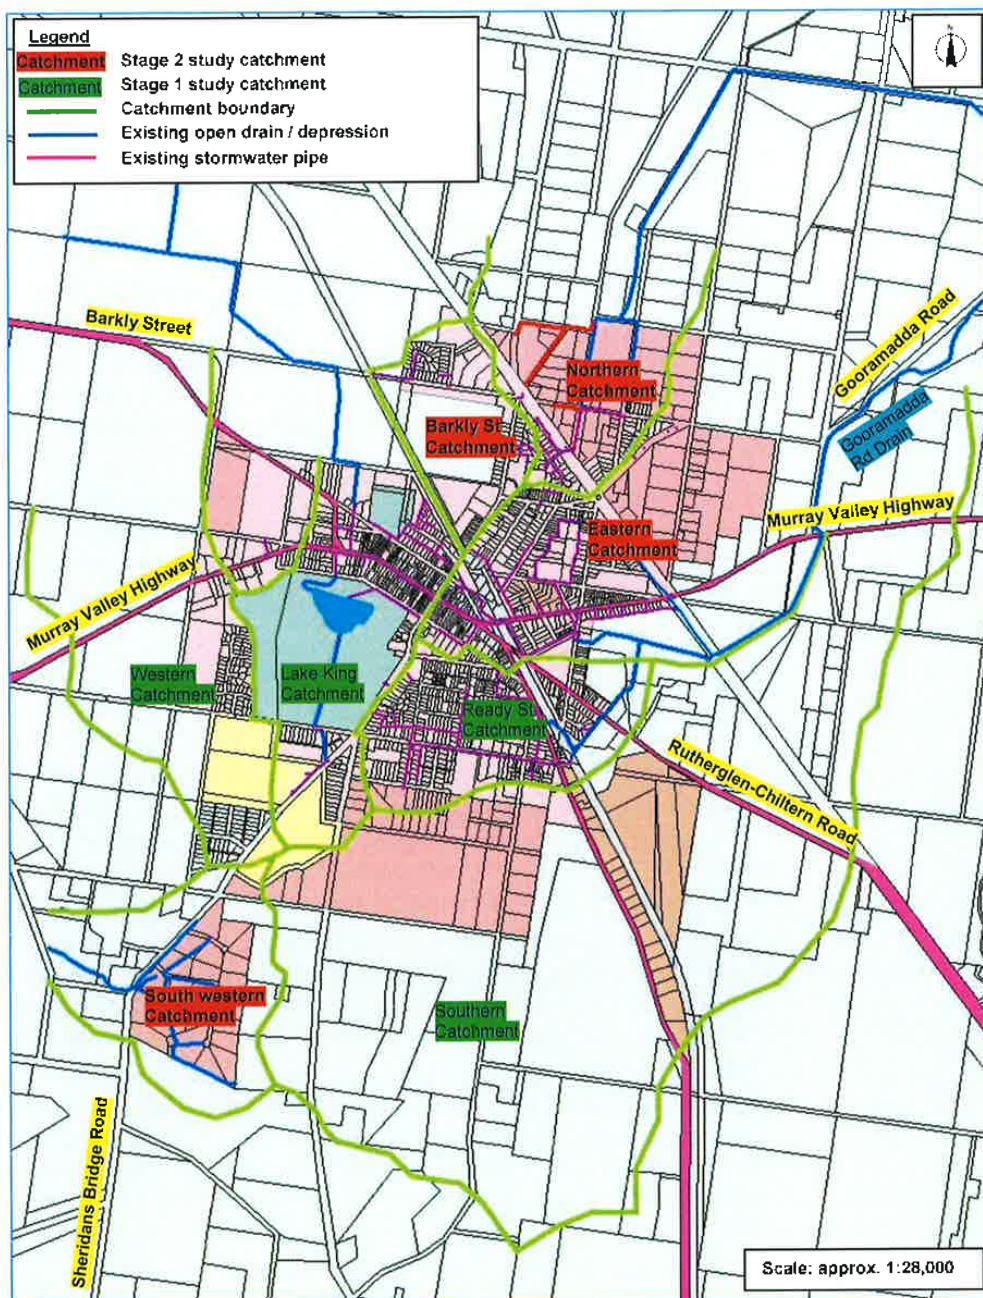 Legend
Catchment Stage 2 study catchment
Catchment Stage 1 study catchment
Catchment boundary
Existing open drain / depression
Existing stormwater pipe
N
Barkly Street
Gooramadda Road
Northern
Catchment
Barkly St
Catchment
Gooramadda
Rd Drain
Murray Valley Highway
Eastern
Catchment
Murray Valley Highway
Western
Catchment
Lake King
Catchment
Ready St
Catchment
Rutherglen-Chiltern Road
South western
Catchment
Southern
Catchment
Sheridans Bridge Road
Scale: approx. 1:28,000